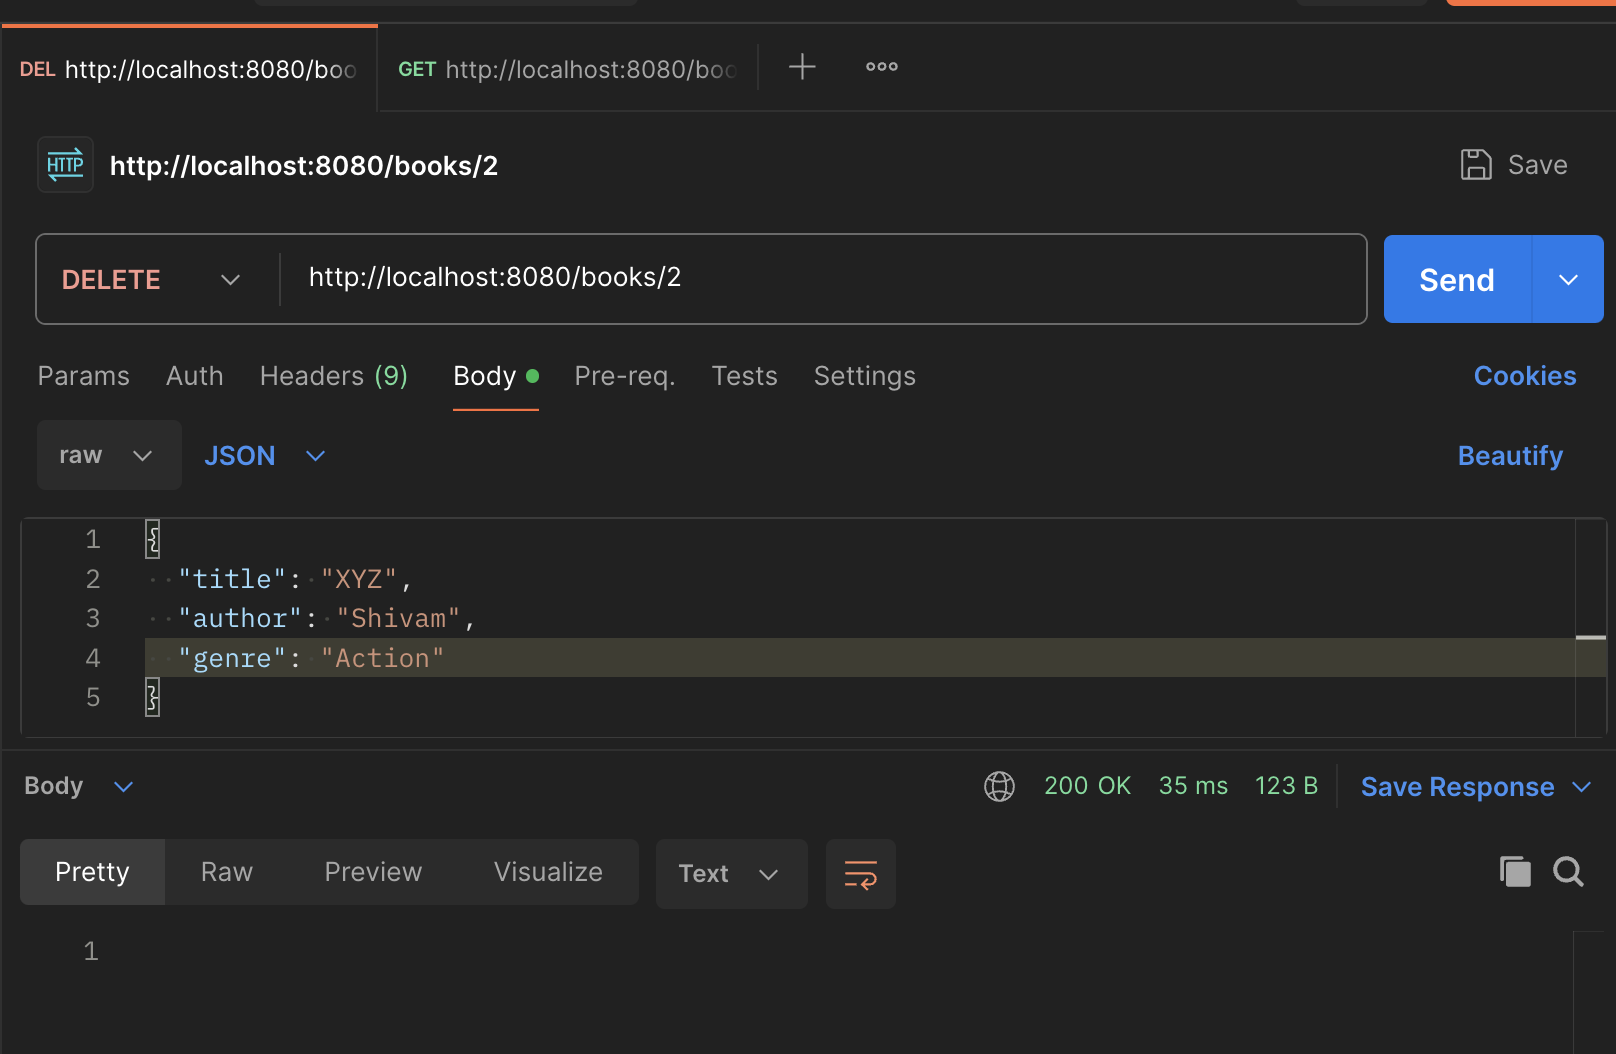 DEL http://localhost:8080/boo GET http://localhost:8080/boo
HTTP http://localhost:8080/books/2 Save
DELETE http://localhost:8080/books/2 Send
Params Auth Headers (9) Body Pre-req. Tests Settings Cookies
raw JSON Beautify
1 {
2 "title": "XYZ",
3 "author": "Shivam",
4 "genre": "Action"
5 }
Body 200 OK 35 ms 123 B Save Response
Pretty Raw Preview Visualize Text
1